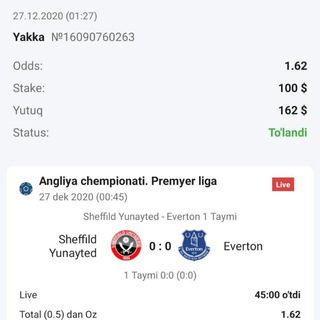 27.12.2020 (01:27)
Yakka №16090760263
Odds: 1.62
Stake: 100 $
Yutuq 162 $
Status: To'landi
Angliya chempionati. Premyer liga Live
27 dek 2020 (00:45)
Sheffild Yunayted - Everton 1 Taymi
Sheffild Yunayted 0 : 0 Everton
1 Taymi 0:0 (0:0)
Live 45:00 o'tdi
Total (0.5) dan Oz 1.62